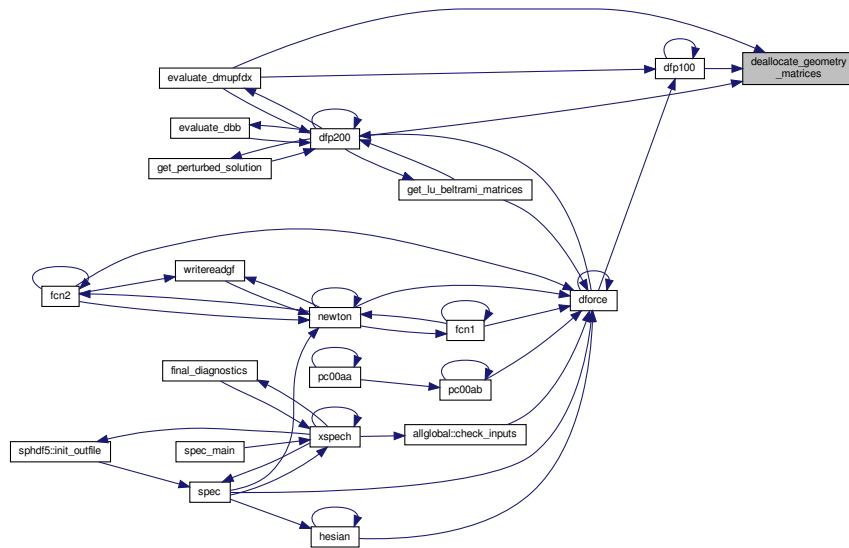 deallocate_geometry
_matrices
dfp100
evaluate_dmupfdx
evaluate_dbb
dfp200
get_perturbed_solution
get_lu_beltrami_matrices
writereadgf
fcn2
dforce
newton
fcn1
final_diagnostics
pc00aa
pc00ab
xspech
allglobal::check_inputs
sphdf5::init_outfile
spec_main
spec
hesian